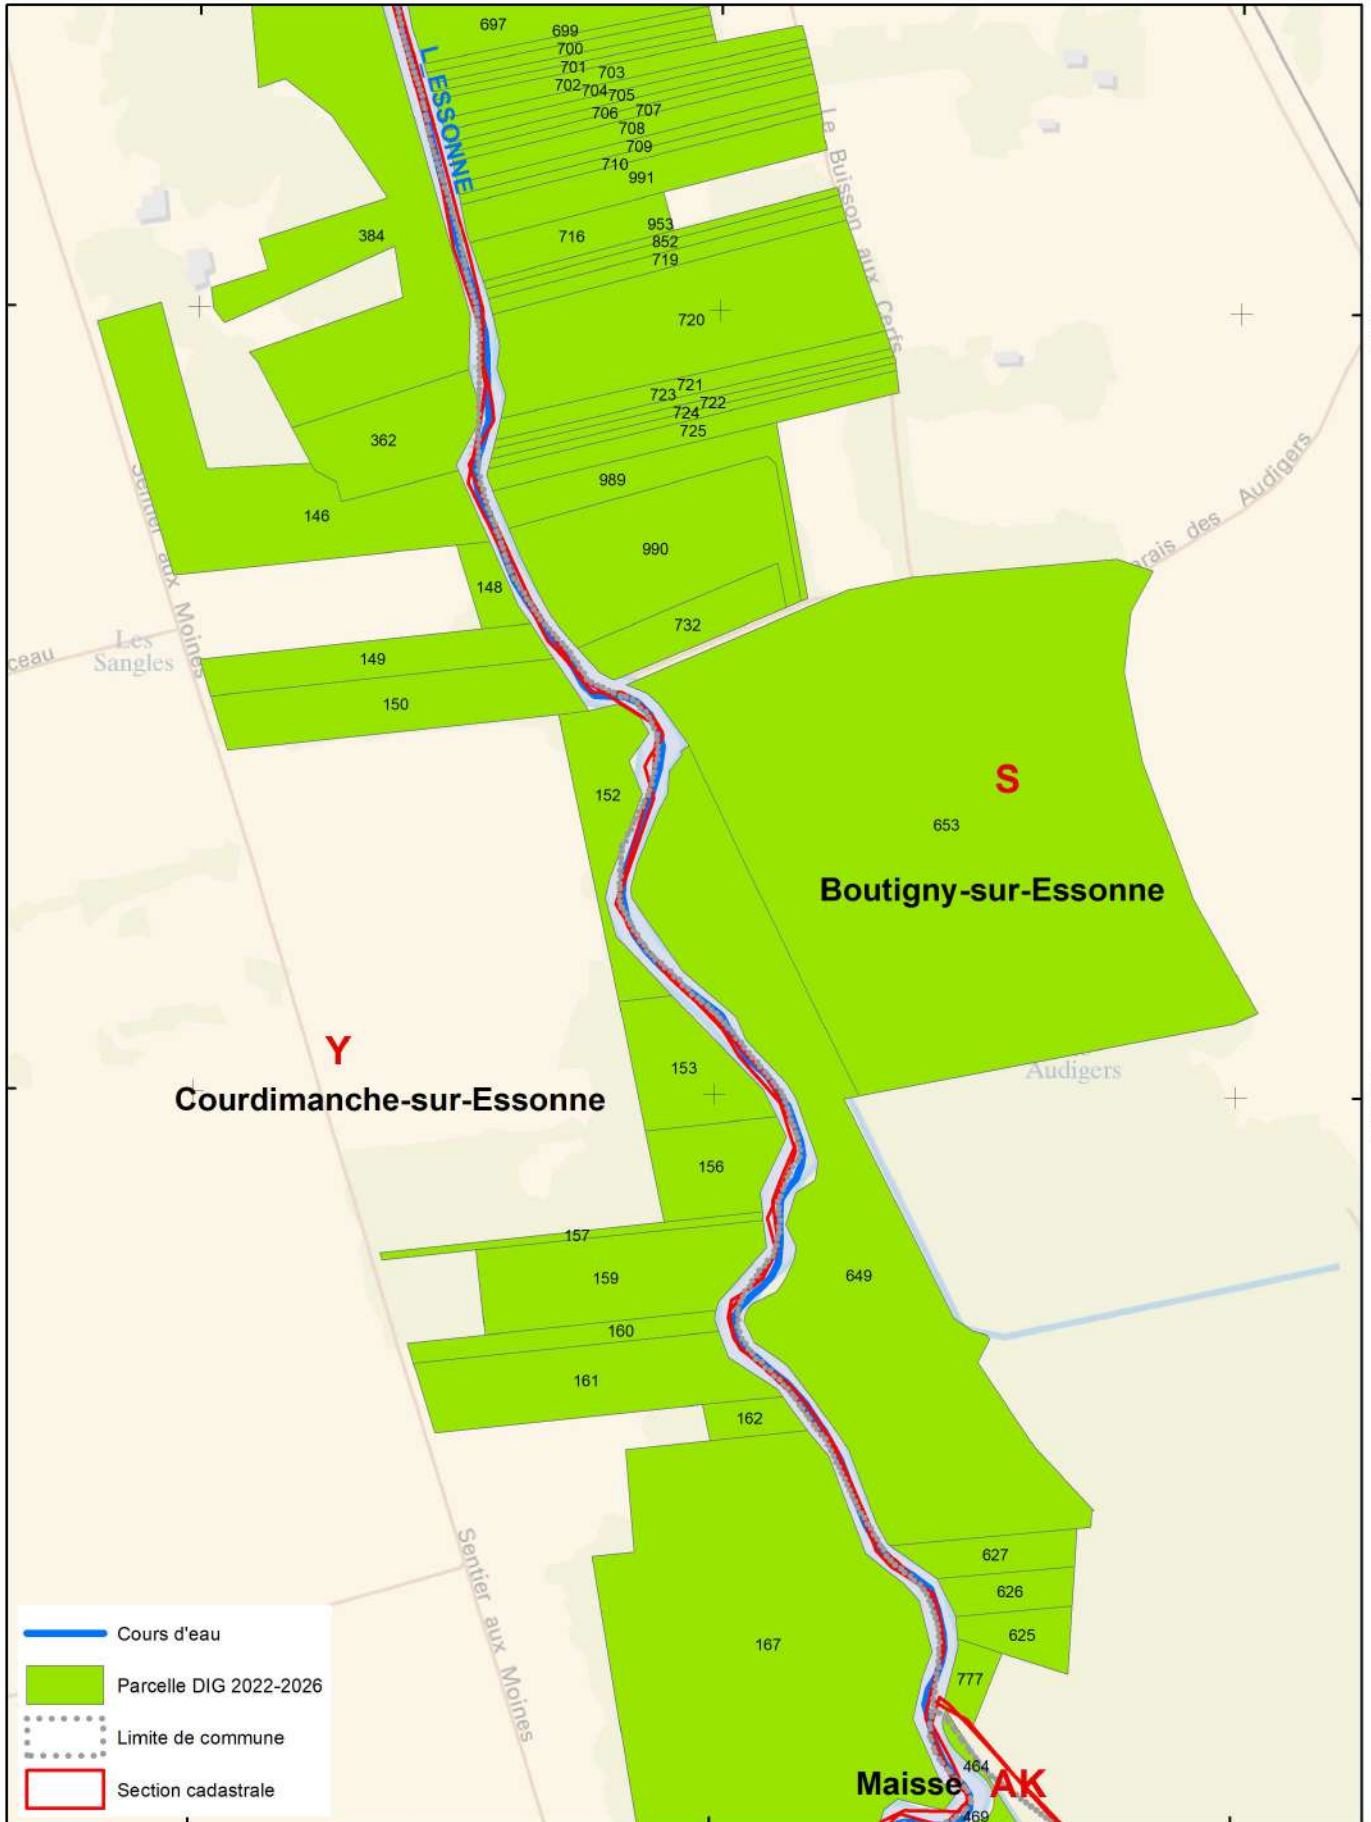 697
699
700
701
703
702
704
705
706
707
708
709
710
991
L_ESSONNE
Le Buisson aux Cerfs
384
716
953
852
719
720
721
723
722
724
725
362
989
146
990
148
732
149
150
Sentier aux Moines
Les
Sangles
ceau
arais des Audigers
152
S
653
Boutigny-sur-Essonne
Y
Courdimanche-sur-Essonne
153
Audigers
156
157
159
649
160
161
162
627
626
625
167
777
Sentier aux Moines
464
Maisse
AK
469
Cours d'eau
Parcelle DIG 2022-2026
Limite de commune
Section cadastrale